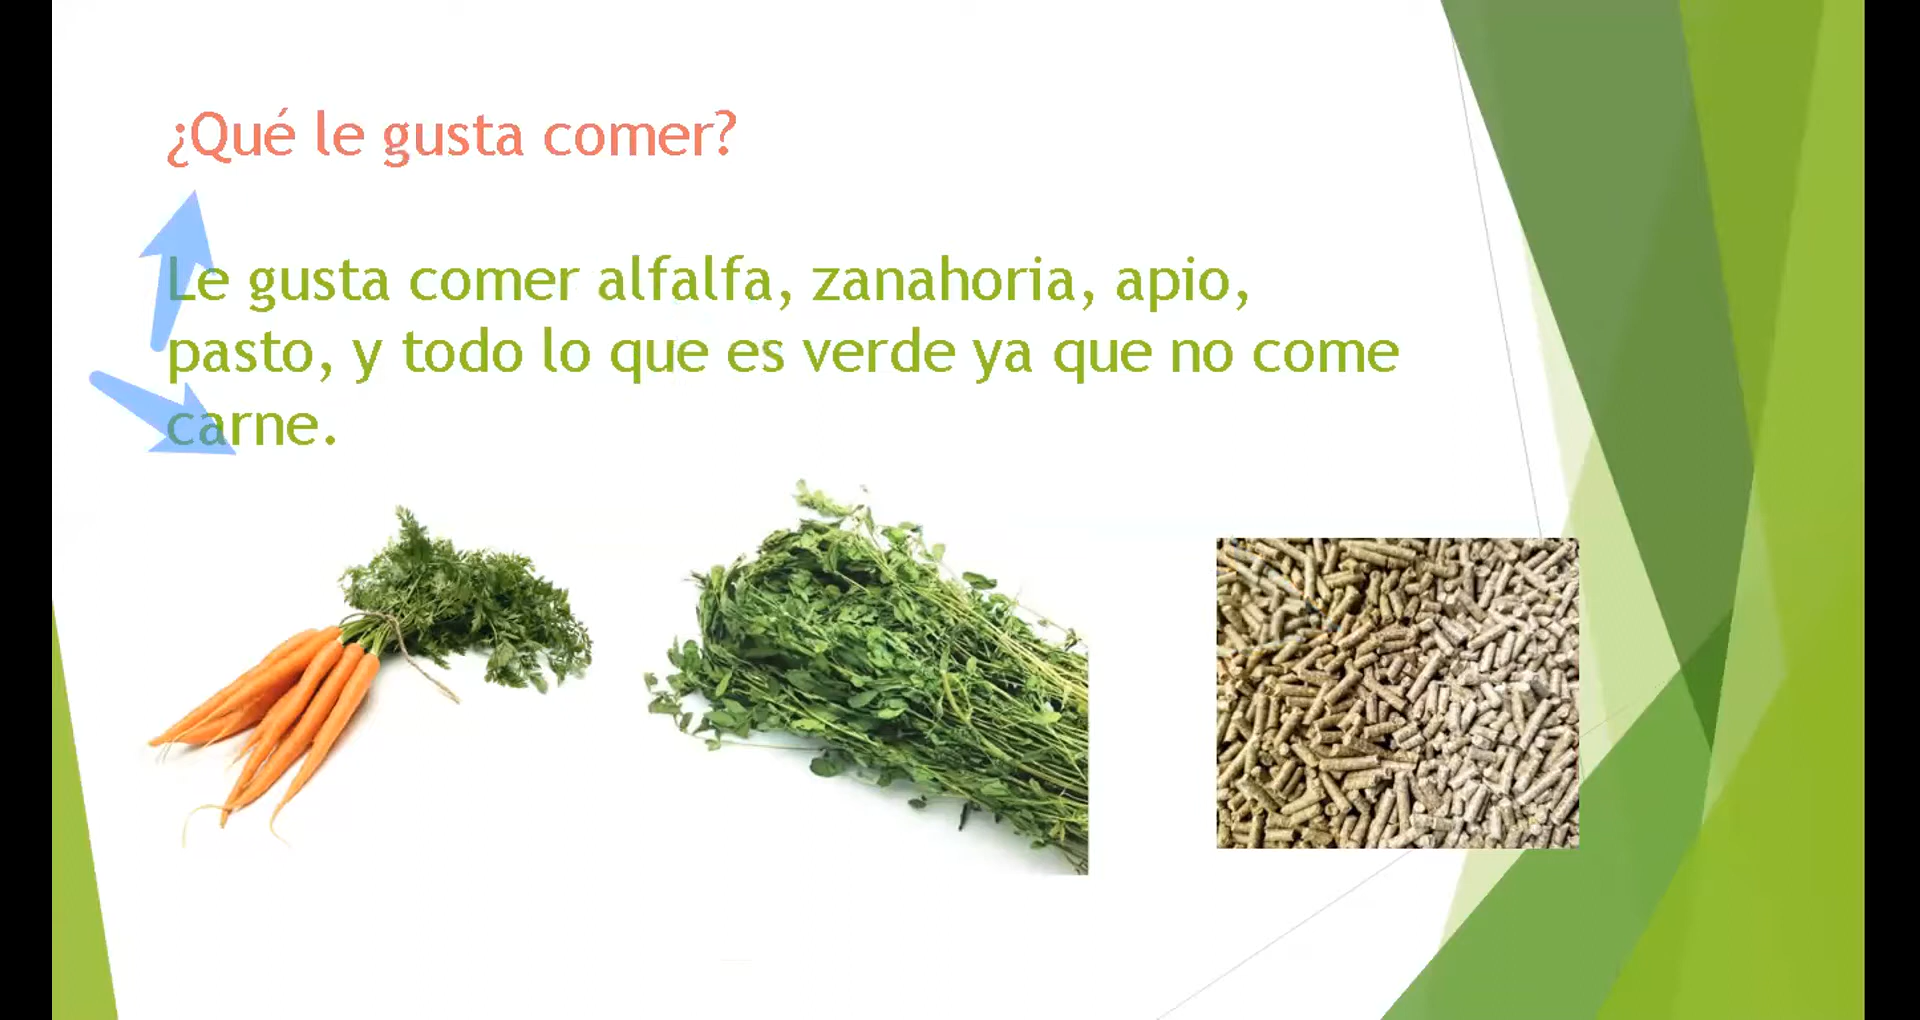 ¿Qué le gusta comer?
Le gusta comer alfalfa, zanahoria, apio,
pasto, y todo lo que es verde ya que no come
carne.